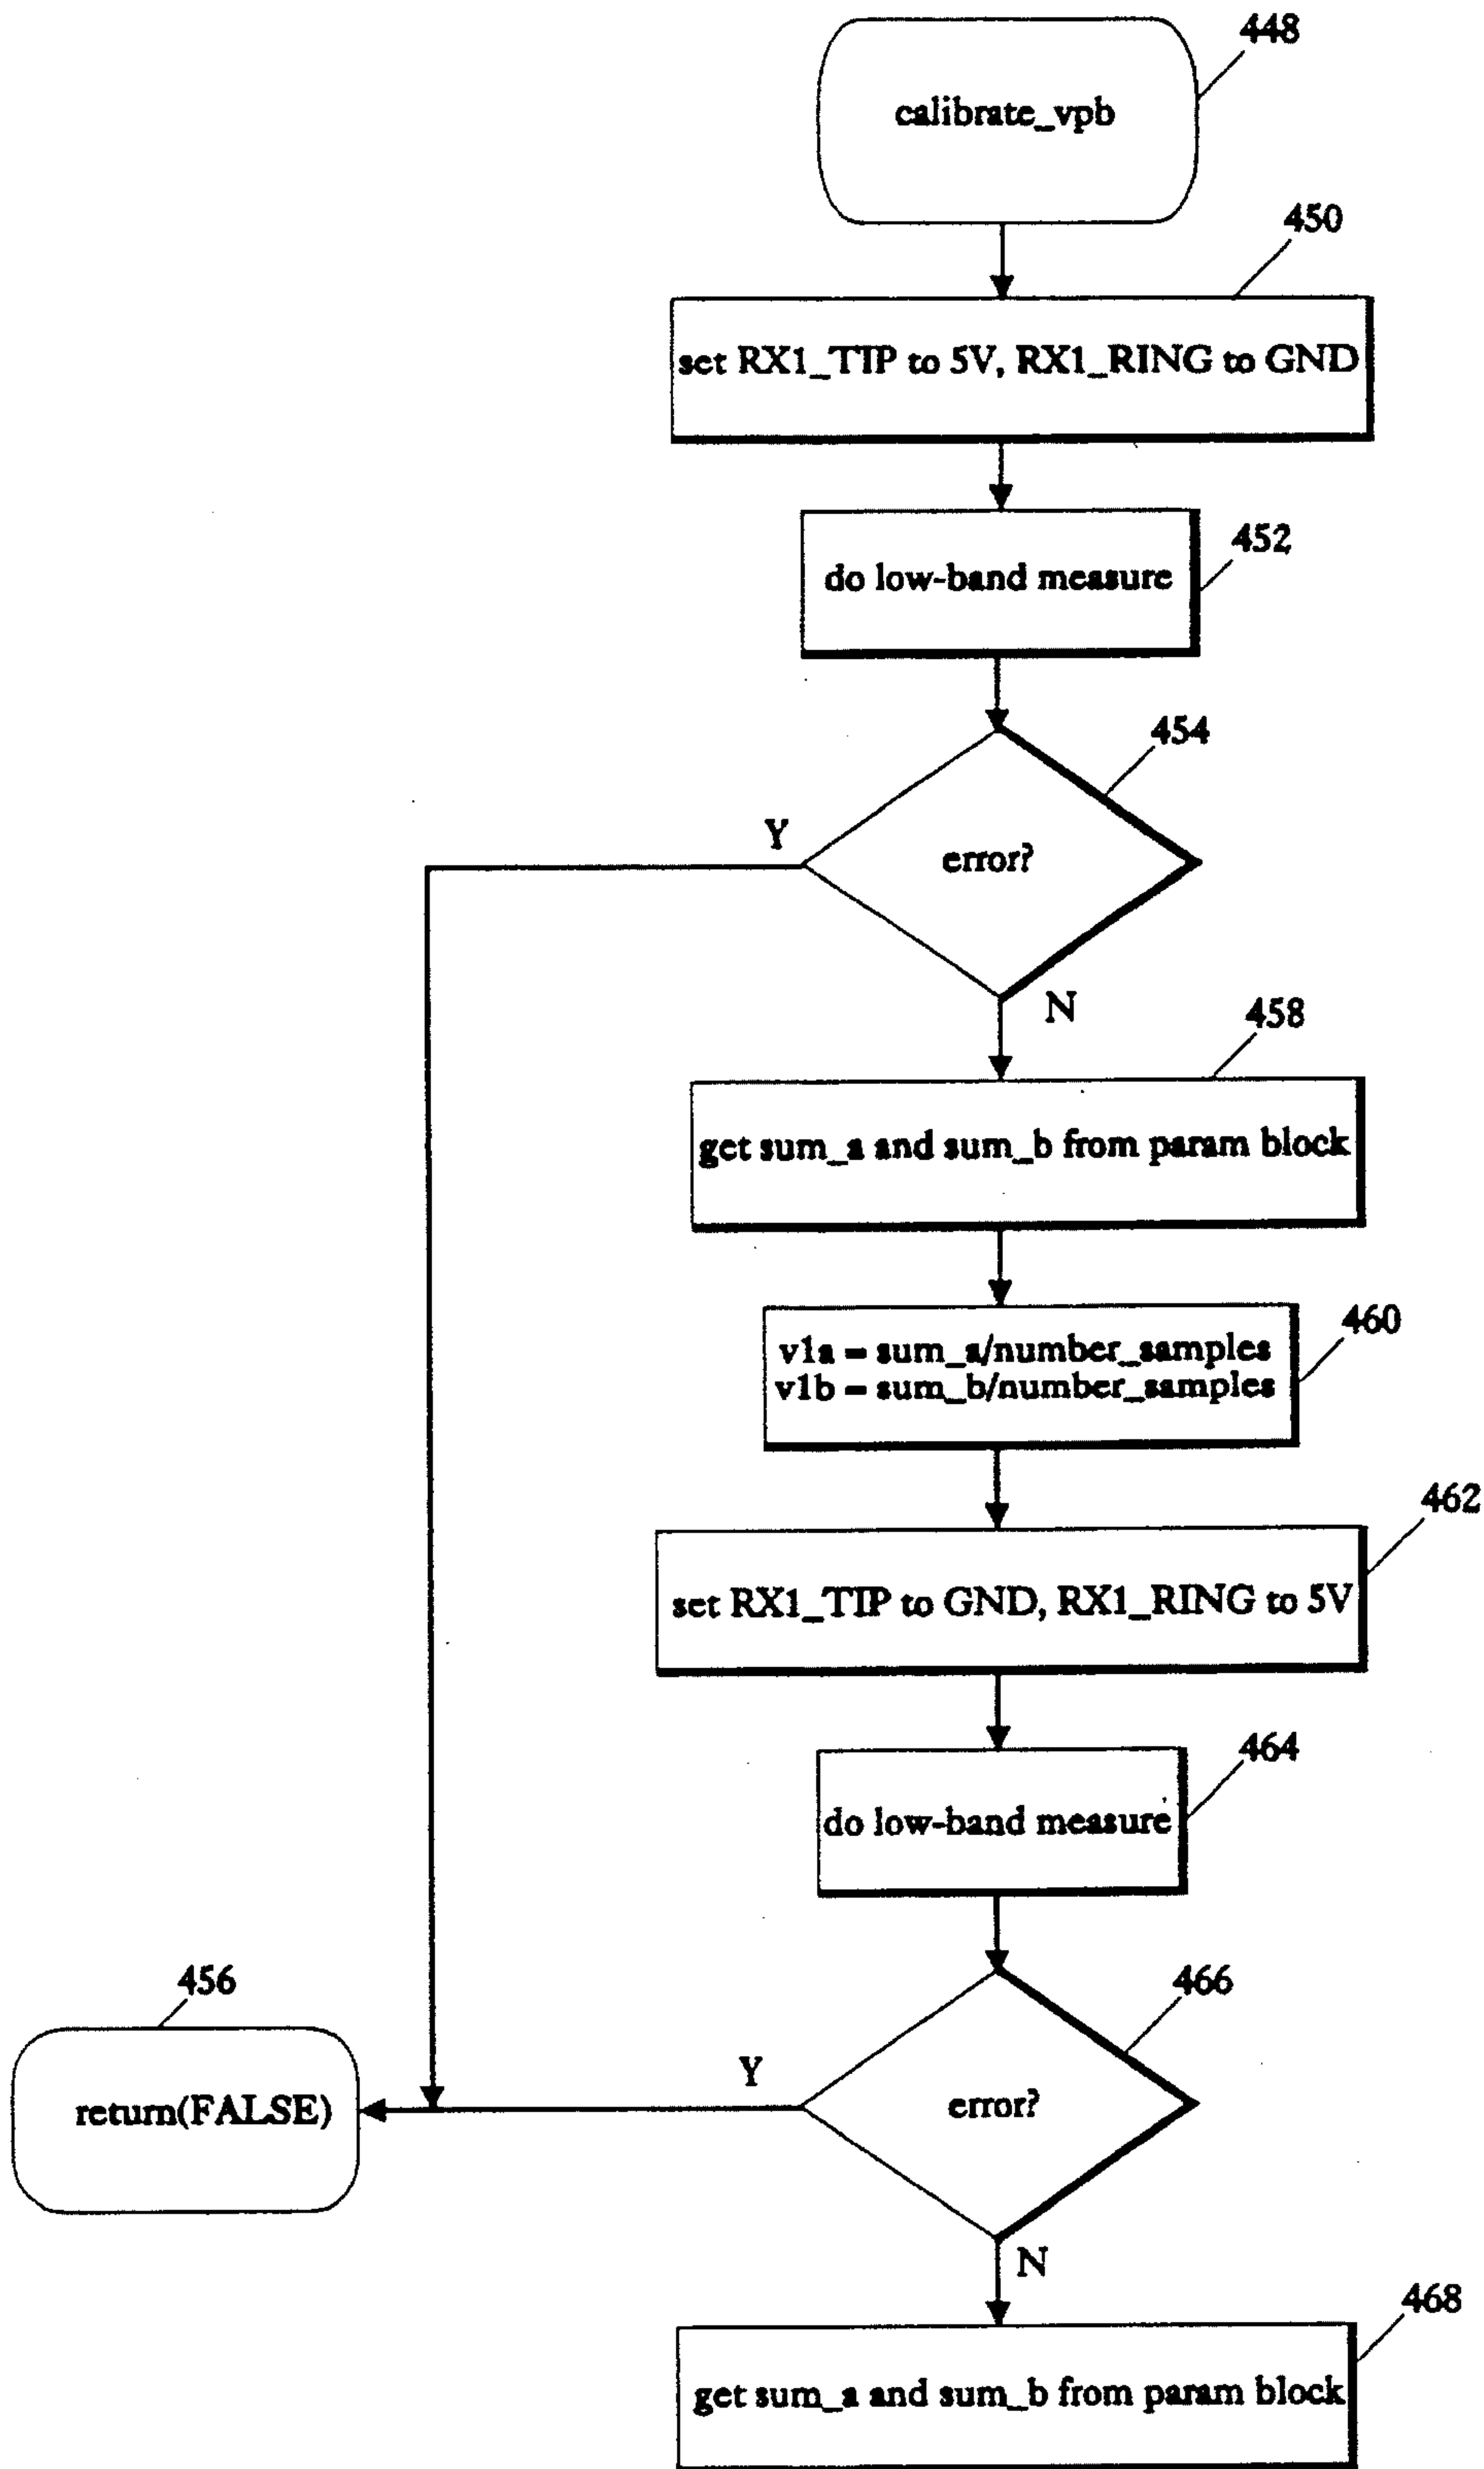 448
calibrate_vpb
450
set RX1_TIP to 5V, RX1_RING to GND
452
do low-band measure
454
Y
error?
N
458
get sum_a and sum_b from param block
460
v1a = sum_a/number_samples
v1b = sum_b/number_samples
462
set RX1_TIP to GND, RX1_RING to 5V
464
do low-band measure
456
466
Y
return(FALSE)
error?
N
468
get sum_a and sum_b from param block